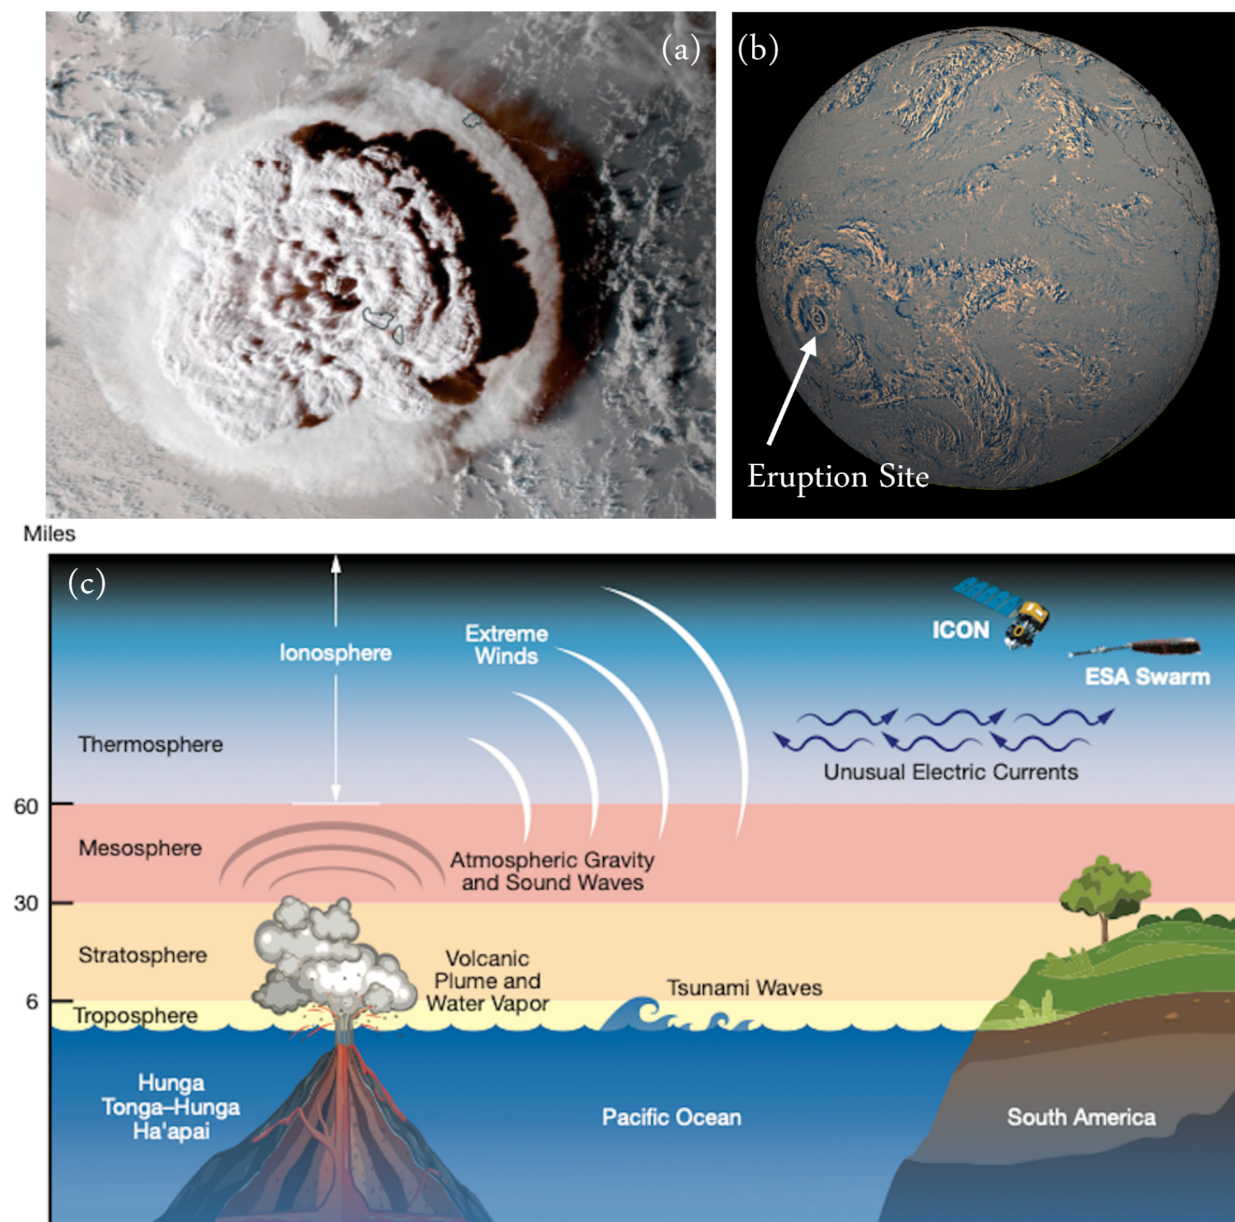 (a)
(b)
Eruption Site
Miles
(c)
Ionosphere
Extreme
Winds
ICON
ESA Swarm
Thermosphere
Unusual Electric Currents
60
Mesosphere
Atmospheric Gravity
and Sound Waves
30
Stratosphere
Volcanic
Plume and
Water Vapor
Tsunami Waves
6
Troposphere
Hunga
Tonga–Hunga
Ha'apai
Pacific Ocean
South America